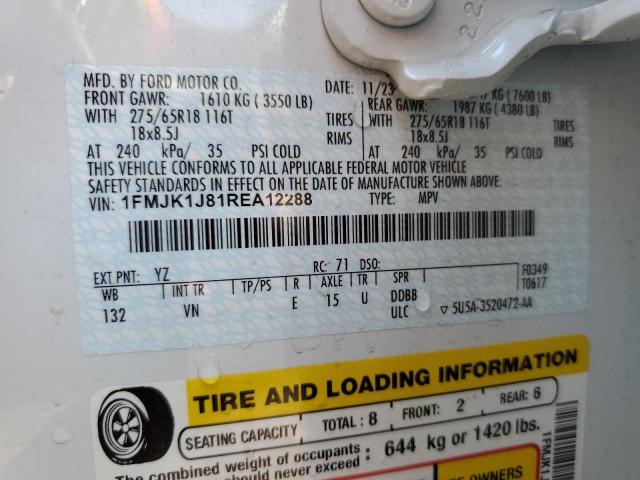 22
MFG. BY FORD MOTOR CO. DATE: 11/23 KG (7600 LB)
FRONT GAWR: 1610 KG (3550 LB) REAR GAWR: 1987 KG (4380 LB)
WITH 275/65R18 116T TIRES WITH 275/65R18 116T TIRES
18x8.5J RIMS 18x8.5J RIMS
AT 240 kPa/ 35 PSI COLD AT 240 kPa/ 35 PSI COLD
THIS VEHICLE CONFORMS TO ALL APPLICABLE FEDERAL MOTOR VEHICLE
SAFETY STANDARDS IN EFFECT ON THE DATE OF MANUFACTURE SHOWN ABOVE.
VIN: 1FMJK1J81REA12288 TYPE: MPV
EXT PNT: YZ RC: 71 DSO: F0349
WB INT TR TP/PS R AXLE TR SPR T0617
132 VN E 15 U DDBB
ULC ▽ 5U5A-3520472-AA
TIRE AND LOADING INFORMATION
SEATING CAPACITY TOTAL: 8 FRONT: 2 REAR: 6
The combined weight of occupants
should never exceed 644 kg or 1420 lbs.
OWNERS